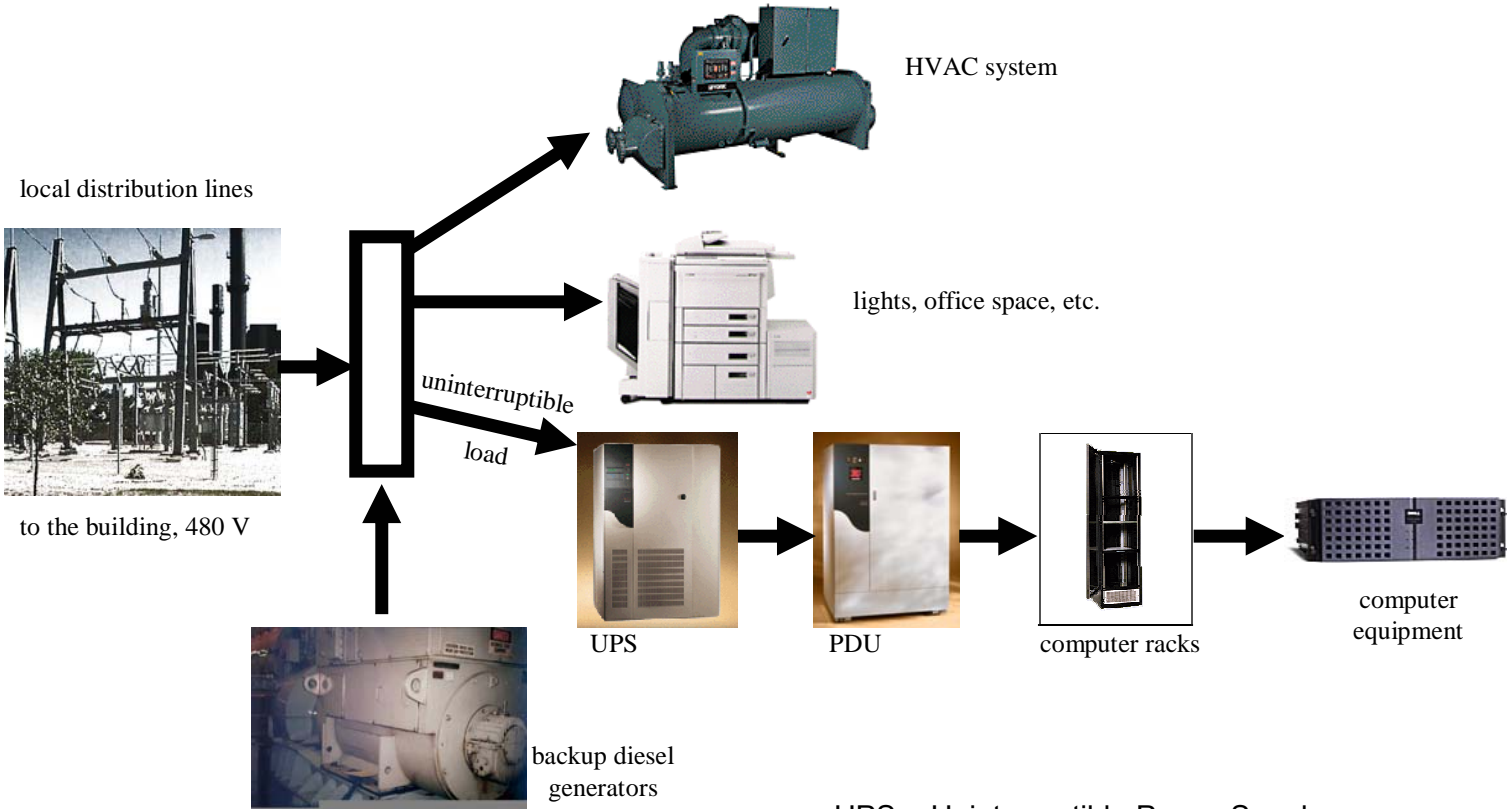 HVAC system
local distribution lines
lights, office space, etc.
uninterruptible
load
to the building, 480 V
UPS
PDU
computer racks
computer
equipment
backup diesel
generators